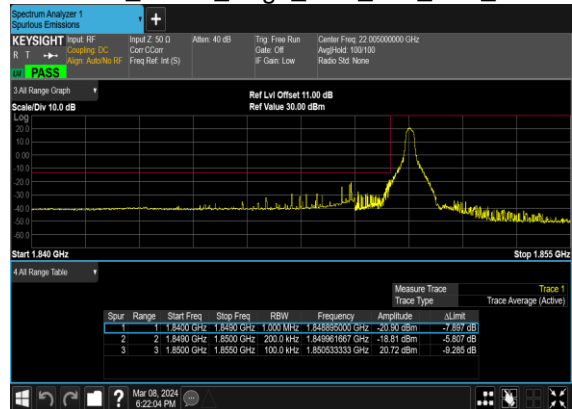 Spectrum Analyzer 1
Spurious Emissions
+
KEYSIGHT Input: RF Input Z: 50 Ω Atten: 40 dB Trig: Free Run Center Freq: 22.005000000 GHz
R T Coupling: DC Corr CCorr Gate: Off Avg|Hold: 100/100
Align: Auto/No RF Freq Ref: Int (S) IF Gain: Low Radio Std: None
PASS
3 All Range Graph Ref Lvl Offset 11.00 dB
Scale/Div 10.0 dB Ref Value 30.00 dBm
Log
20.0
10.0
0.00
-10.0
-20.0
-30.0
-40.0
-50.0
-60.0
Start 1.840 GHz Stop 1.855 GHz
4 All Range Table
Measure Trace Trace 1
Trace Type Trace Average (Active)
Spur Range Start Freq Stop Freq RBW Frequency Amplitude ΔLimit
1 1 1.8400 GHz 1.8490 GHz 1.000 MHz 1.848895000 GHz -20.90 dBm -7.897 dB
2 2 1.8490 GHz 1.8500 GHz 200.0 kHz 1.849961667 GHz -18.81 dBm -5.807 dB
3 3 1.8500 GHz 1.8550 GHz 100.0 kHz 1.850533333 GHz 20.72 dBm -9.285 dB
? Mar 08, 2024
6:22:04 PM